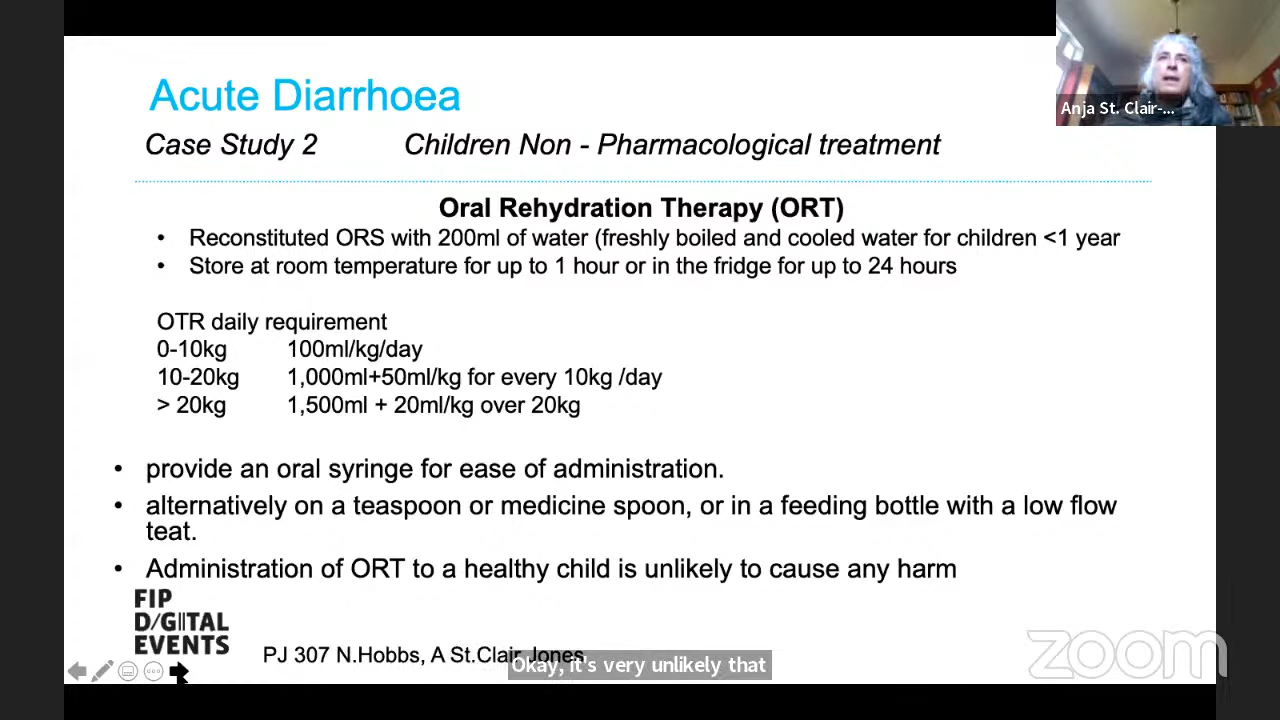 Acute Diarrhoea
Case Study 2 Children Non - Pharmacological treatment
Anja St. Clair-...
Oral Rehydration Therapy (ORT)
• Reconstituted ORS with 200ml of water (freshly boiled and cooled water for children <1 year
• Store at room temperature for up to 1 hour or in the fridge for up to 24 hours
OTR daily requirement
0-10kg 100ml/kg/day
10-20kg 1,000ml+50ml/kg for every 10kg /day
> 20kg 1,500ml + 20ml/kg over 20kg
• provide an oral syringe for ease of administration.
• alternatively on a teaspoon or medicine spoon, or in a feeding bottle with a low flow
teat.
• Administration of ORT to a healthy child is unlikely to cause any harm
FIP
D/GITAL
EVENTS
PJ 307 N.Hobbs, A St.Clair Jones
Okay, it's very unlikely that
zoom